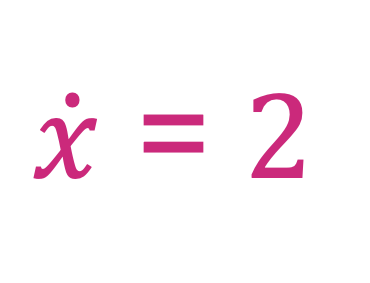 ẋ = 2